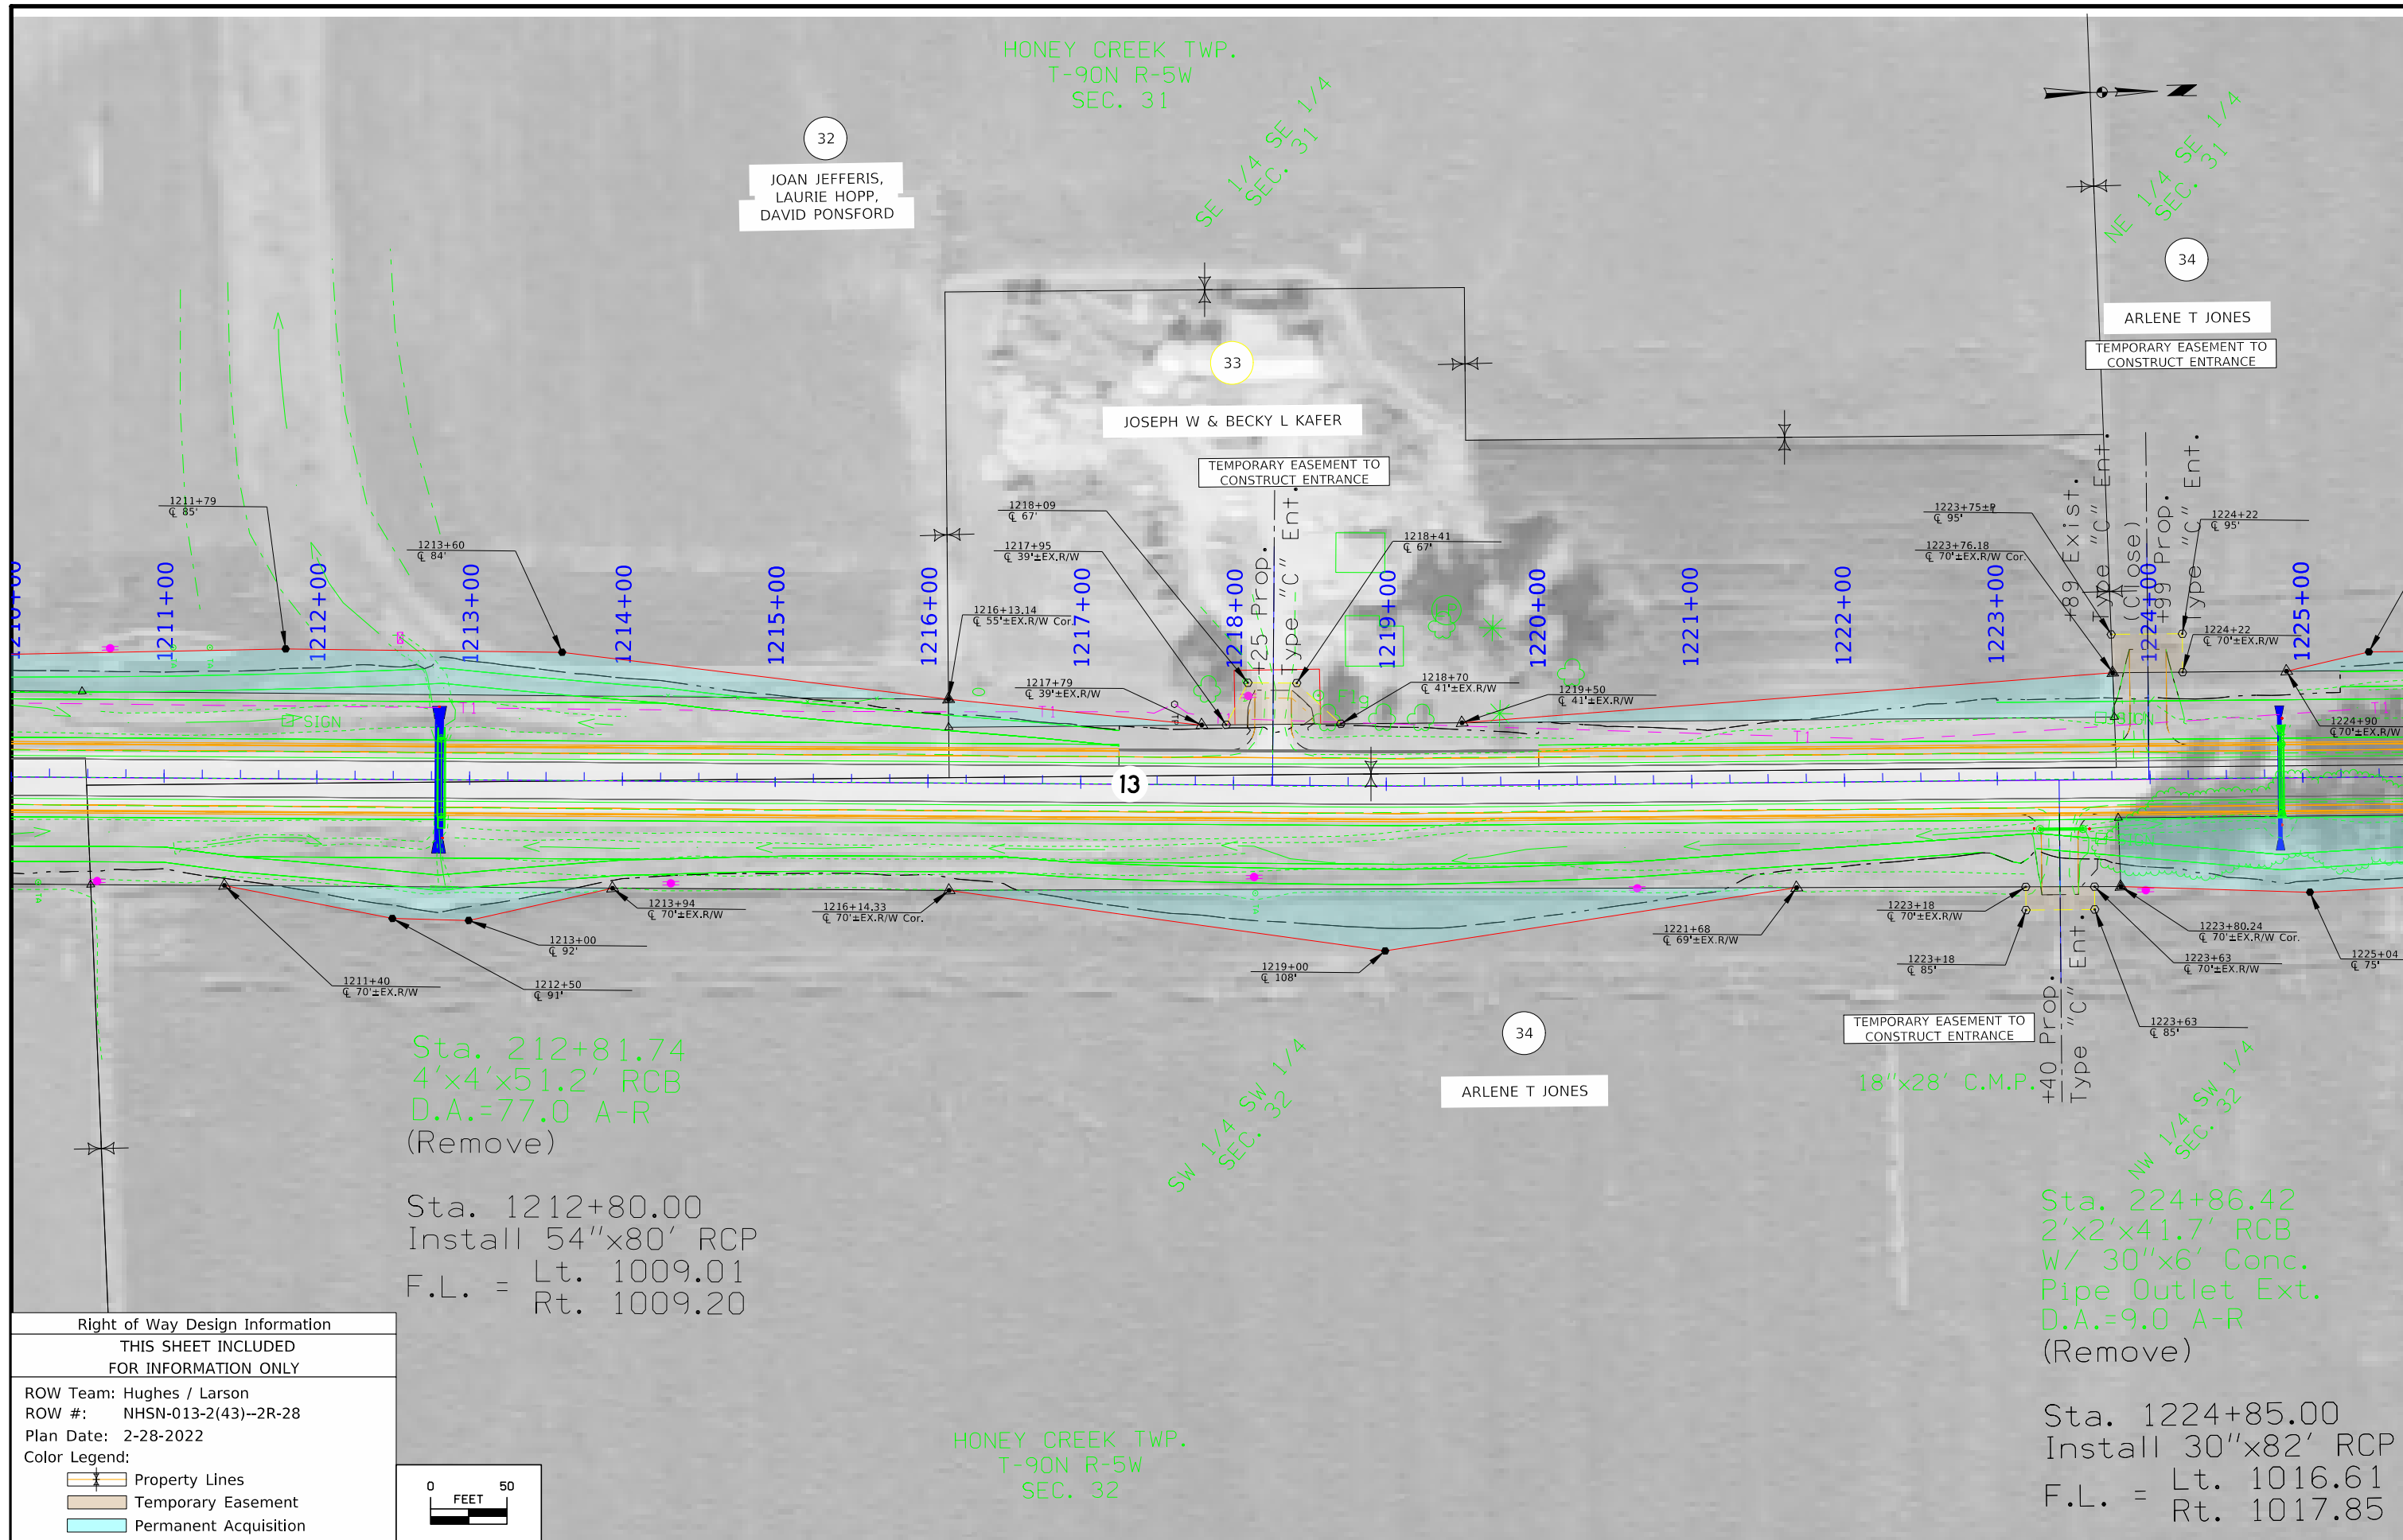 HONEY CREEK TWP.
T-90N R-5W
SEC. 31
32
JOAN JEFFERIS,
LAURIE HOPP,
DAVID PONSFORD
SE 1/4 SE 1/4
SEC. 31
NE 1/4 SE 1/4
SEC. 31
34
ARLENE T JONES
TEMPORARY EASEMENT TO
CONSTRUCT ENTRANCE
33
JOSEPH W & BECKY L KAFER
TEMPORARY EASEMENT TO
CONSTRUCT ENTRANCE
1211+79
℄ 85'
1213+60
℄ 84'
1218+09
℄ 67'
1217+95
℄ 39'±EX.R/W
1218+41
℄ 67'
+25 Prop.
Type "C" Ent.
1223+75±
℄ 95'
1223+76.18
℄ 70'±EX.R/W Cor.
+89 Exist.
Type "C" Ent.
(Close)
+99 Prop.
Type "C" Ent.
1224+22
℄ 95'
1224+22
℄ 70'±EX.R/W
1210+00
1211+00
1212+00
1213+00
1214+00
1215+00
1216+00
1217+00
1218+00
1219+00
1220+00
1221+00
1222+00
1223+00
1224+00
1225+00
1216+13.14
℄ 55'±EX.R/W Cor.
1217+79
℄ 39'±EX.R/W
1218+70
℄ 41'±EX.R/W
1219+50
℄ 41'±EX.R/W
1224+90
℄ 70'±EX.R/W
T1
SIGN
T1
T1
T1
SIGN
13
1213+94
℄ 70'±EX.R/W
1216+14.33
℄ 70'±EX.R/W Cor.
1213+00
℄ 92'
1211+40
℄ 70'±EX.R/W
1212+50
℄ 91'
1219+00
℄ 108'
1221+68
℄ 69'±EX.R/W
1223+18
℄ 70'±EX.R/W
1223+18
℄ 85'
1223+80.24
℄ 70'±EX.R/W Cor.
1223+63
℄ 70'±EX.R/W
1225+04
℄ 75'
1223+63
℄ 85'
+40 Prop.
Type "C" Ent.
TEMPORARY EASEMENT TO
CONSTRUCT ENTRANCE
34
ARLENE T JONES
18"x28' C.M.P.
SW 1/4 SW 1/4
SEC. 32
NW 1/4 SW 1/4
SEC. 32
Sta. 212+81.74
4'x4'x51.2' RCB
D.A.=77.0 A-R
(Remove)
Sta. 1212+80.00
Install 54"x80' RCP
F.L. = Lt. 1009.01
Rt. 1009.20
Sta. 224+86.42
2'x2'x41.7' RCB
W/ 30"x6' Conc.
Pipe Outlet Ext.
D.A.=9.0 A-R
(Remove)
Sta. 1224+85.00
Install 30"x82' RCP
F.L. = Lt. 1016.61
Rt. 1017.85
HONEY CREEK TWP.
T-90N R-5W
SEC. 32
Right of Way Design Information
THIS SHEET INCLUDED
FOR INFORMATION ONLY
ROW Team: Hughes / Larson
ROW #: NHSN-013-2(43)--2R-28
Plan Date: 2-28-2022
Color Legend:
Property Lines
Temporary Easement
Permanent Acquisition
0 50
FEET